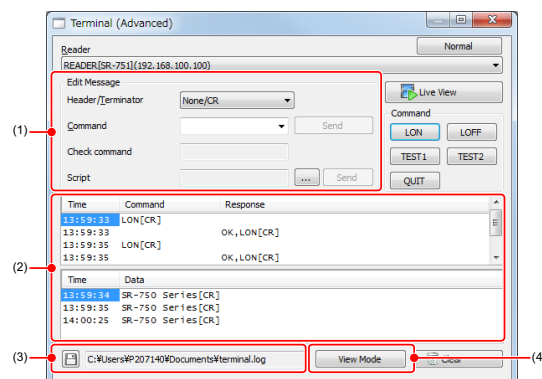 Terminal (Advanced)
Reader
Normal
READER[SR-751](192.168.100.100)
Edit Message
Header/Terminator
None/CR
Live View
Command
(1)
Command
Send
LON
LOFF
Check command
TEST1
TEST2
Script
...
Send
QUIT
Time Command Response
13:59:33 LON[CR]
13:59:33 OK,LON[CR]
13:59:35 LON[CR]
13:59:35 OK,LON[CR]
(2)
Time Data
13:59:34 SR-750 Series[CR]
13:59:35 SR-750 Series[CR]
14:00:25 SR-750 Series[CR]
(3)
C:¥Users¥P207140¥Documents¥terminal.log
View Mode
Clear
(4